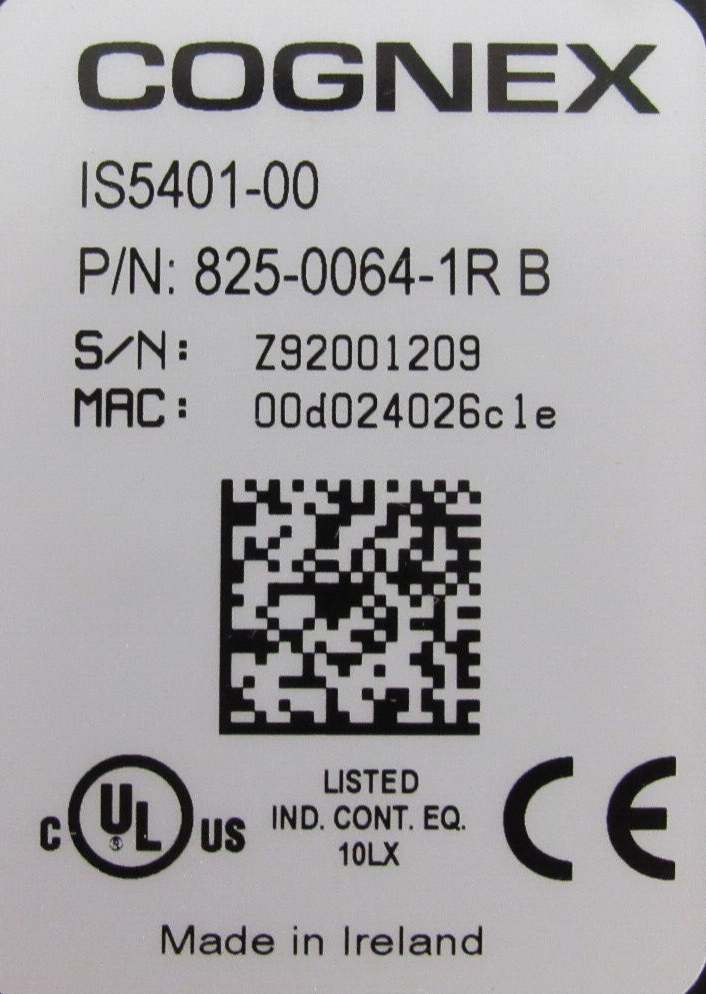 COGNEX
IS5401-00
P/N: 825-0064-1R B
S/N: Z92001209
MAC: 00d024026c1e
C UL ® US
LISTED
IND. CONT. EQ.
10LX
CE
Made in Ireland